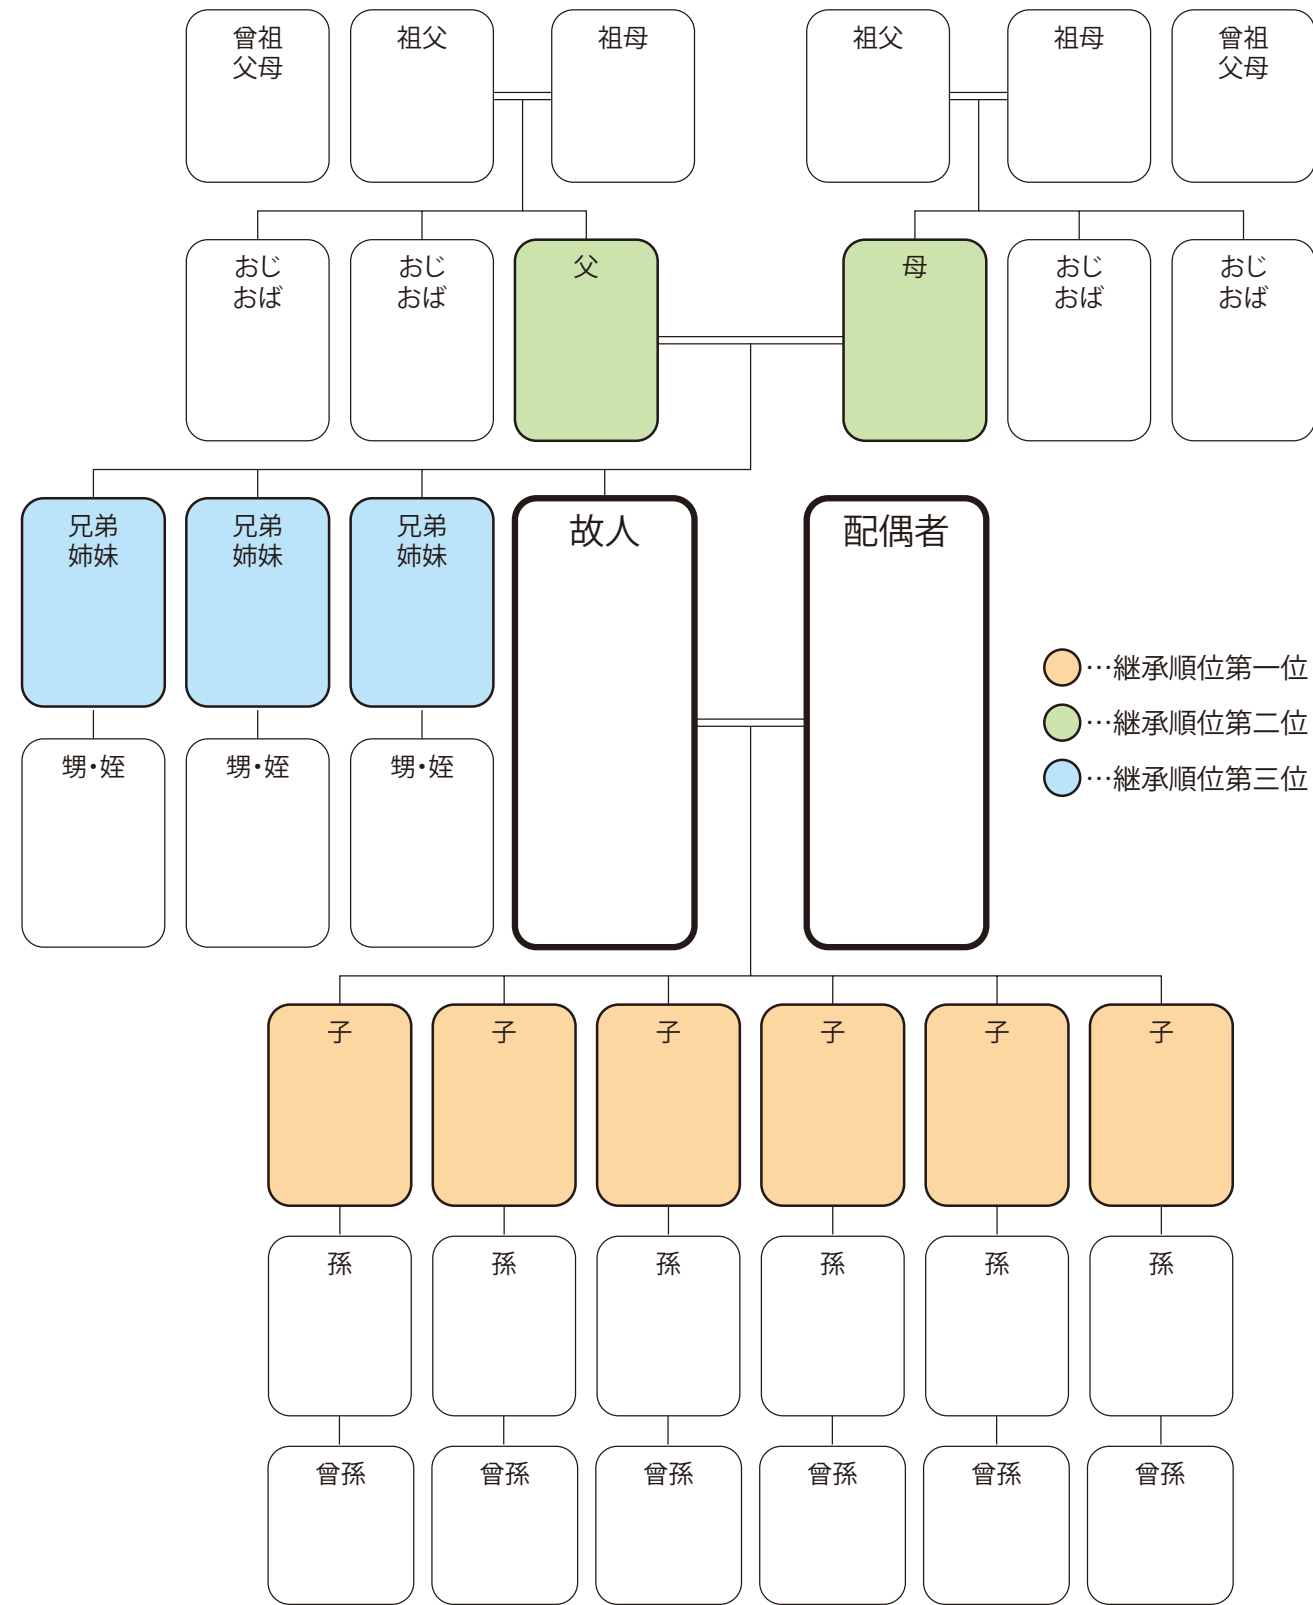 曾祖
父母
祖父
祖母
祖父
祖母
曾祖
父母
おじ
おば
おじ
おば
父
母
おじ
おば
おじ
おば
兄弟
姉妹
兄弟
姉妹
兄弟
姉妹
故人
配偶者
…継承順位第一位
…継承順位第二位
…継承順位第三位
甥・姪
甥・姪
甥・姪
子
子
子
子
子
子
孫
孫
孫
孫
孫
孫
曾孫
曾孫
曾孫
曾孫
曾孫
曾孫